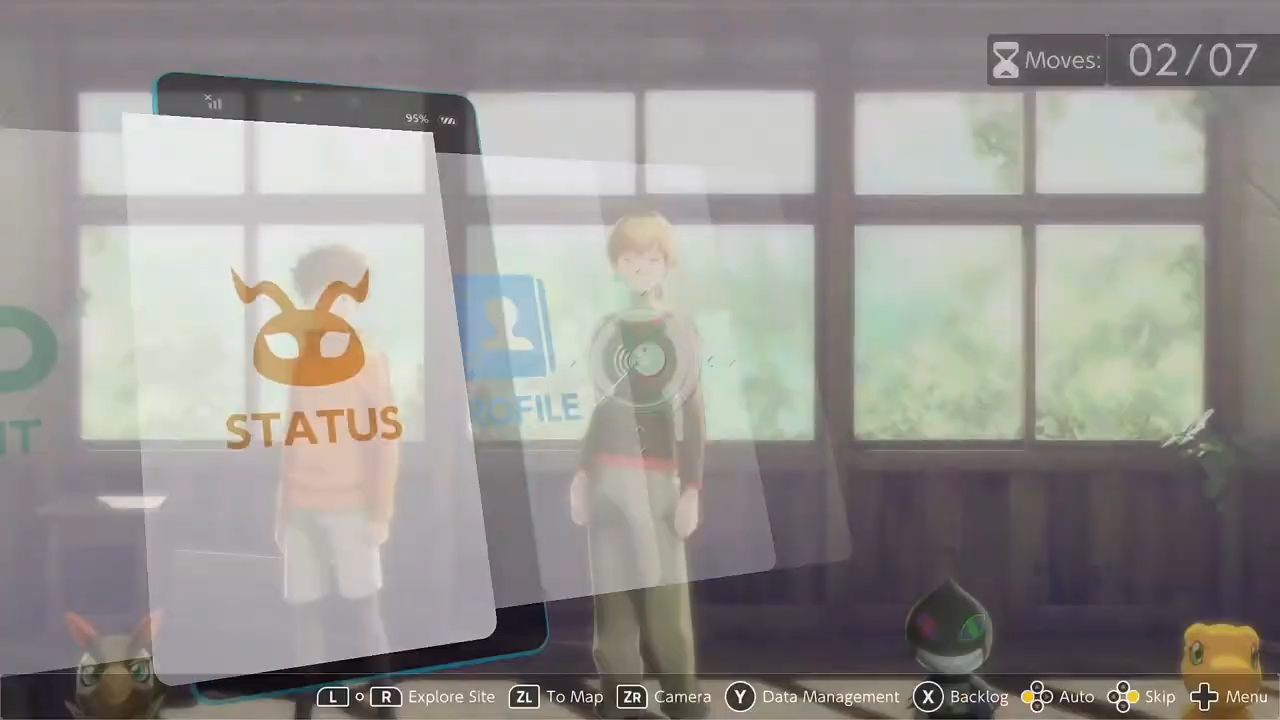 Moves: 02/07
95%
STATUS
OFILE
IT
L o R Explore Site ZL To Map ZR Camera Y Data Management X Backlog Auto Skip Menu